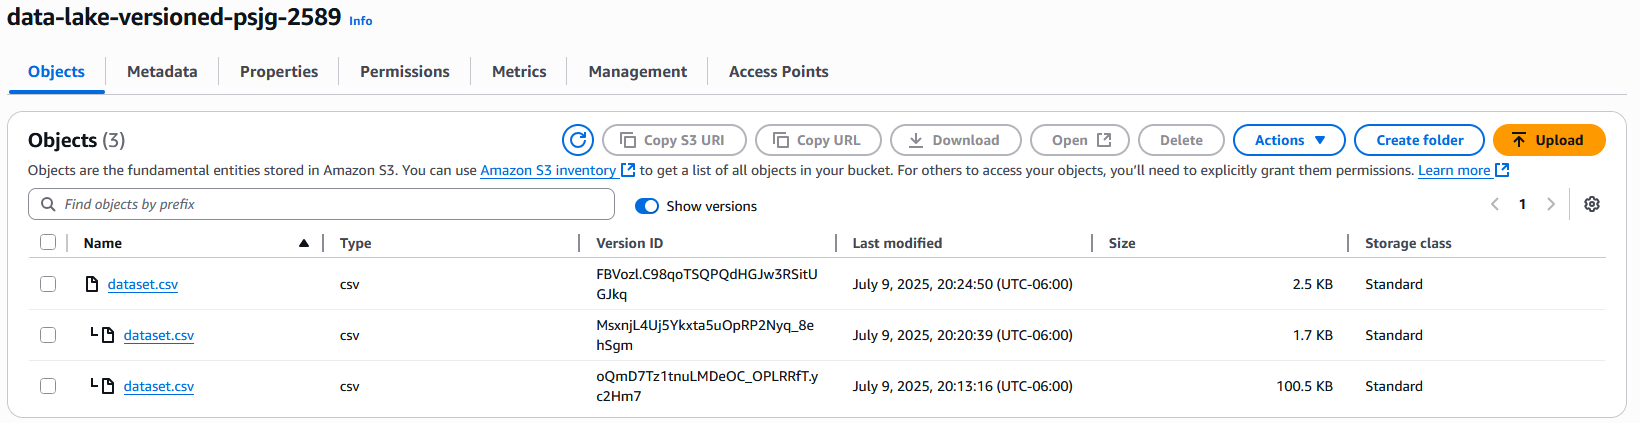 data-lake-versioned-psjg-2589 Info
Objects Metadata Properties Permissions Metrics Management Access Points
Objects (3) Copy S3 URI Copy URL Download Open Delete Actions Create folder Upload
Objects are the fundamental entities stored in Amazon S3. You can use Amazon S3 inventory to get a list of all objects in your bucket. For others to access your objects, you'll need to explicitly grant them permissions. Learn more
Find objects by prefix Show versions 1
Name Type Version ID Last modified Size Storage class
dataset.csv csv FBVozl.C98qoTSQPQdHGJw3RSitU July 9, 2025, 20:24:50 (UTC-06:00) 2.5 KB Standard
GJkq
dataset.csv csv MsxnjL4Uj5Ykxta5uOpRP2Nyq_8e July 9, 2025, 20:20:39 (UTC-06:00) 1.7 KB Standard
hSgm
dataset.csv csv oQmD7Tz1tnuLMDeOC_OPLRRfT.y July 9, 2025, 20:13:16 (UTC-06:00) 100.5 KB Standard
c2Hm7